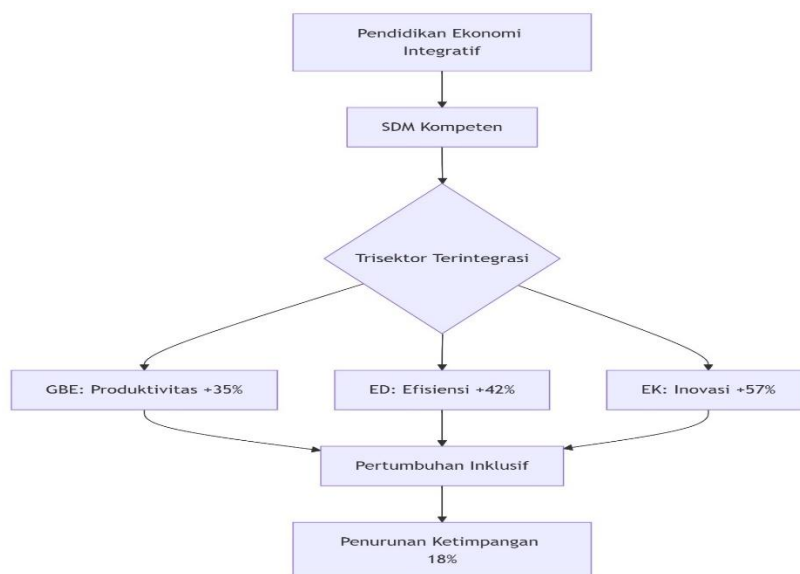 Pendidikan Ekonomi
Integratif
SDM Kompeten
Trisektor Terintegrasi
GBE: Produktivitas +35%
ED: Efisiensi +42%
EK: Inovasi +57%
Pertumbuhan Inklusif
Penurunan Ketimpangan
18%